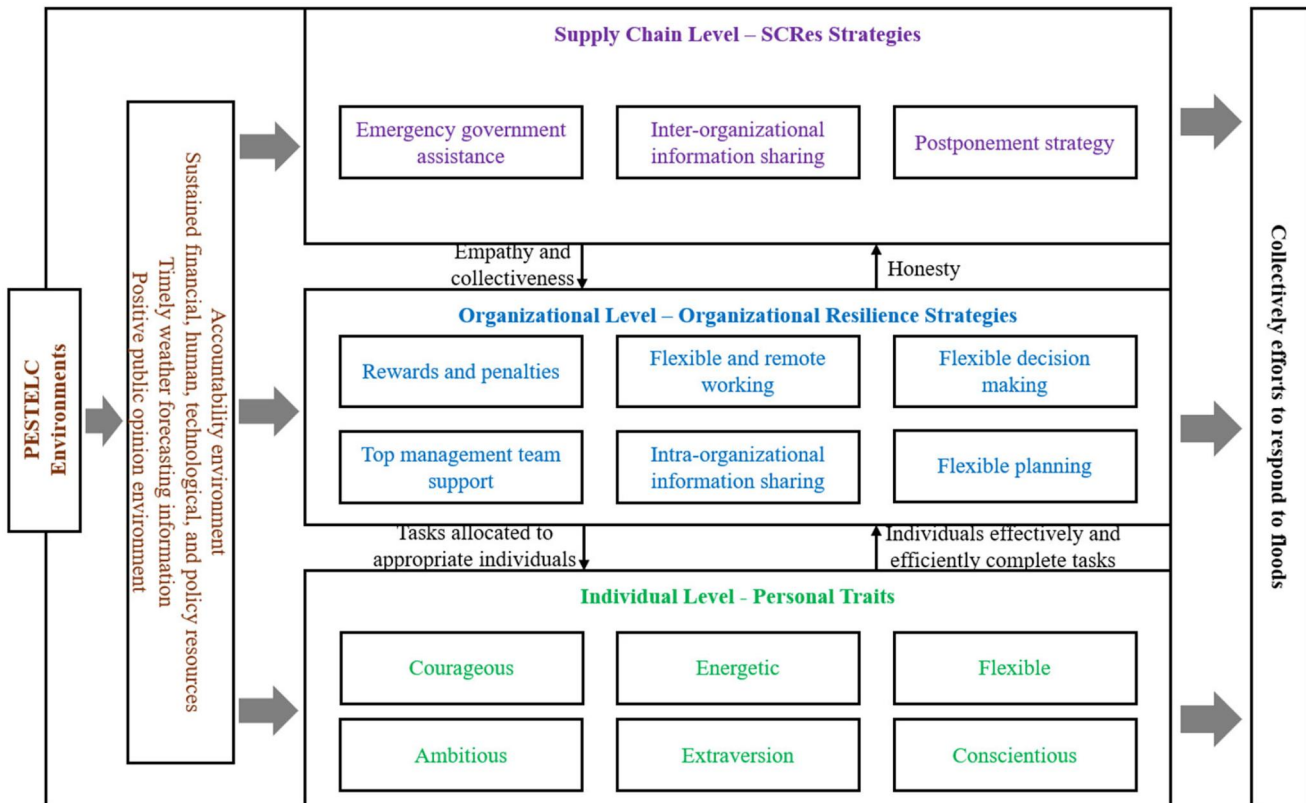 PESTELC
Environments
Accountability environment
Sustained financial, human, technological, and policy resources
Timely weather forecasting information
Positive public opinion environment
Supply Chain Level – SCRes Strategies
Emergency government
assistance
Inter-organizational
information sharing
Postponement strategy
Empathy and
collectiveness
Honesty
Organizational Level – Organizational Resilience Strategies
Rewards and penalties
Flexible and remote
working
Flexible decision
making
Top management team
support
Intra-organizational
information sharing
Flexible planning
Tasks allocated to
appropriate individuals
Individuals effectively and
efficiently complete tasks
Individual Level - Personal Traits
Courageous
Energetic
Flexible
Ambitious
Extraversion
Conscientious
Collectively efforts to respond to floods